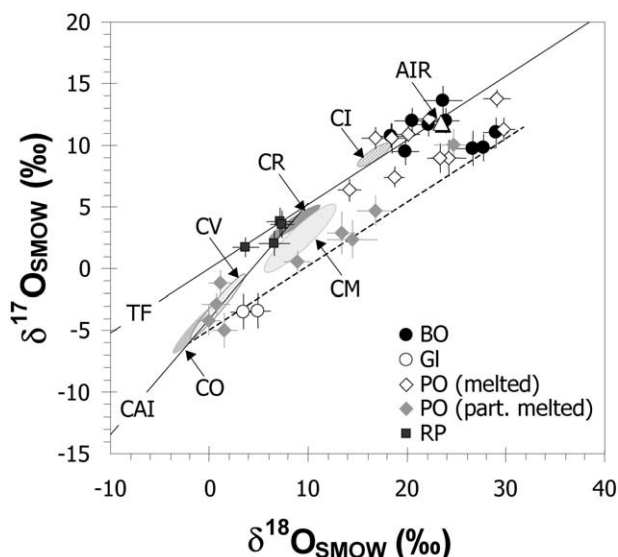 20
15
10
5
0
-5
-10
-15
δ17OSMOW (‰)
AIR
CI
CR
CV
CM
TF
CO
CAI
BO
Gl
PO (melted)
PO (part. melted)
RP
-10
0
10
20
30
40
δ18OSMOW (‰)